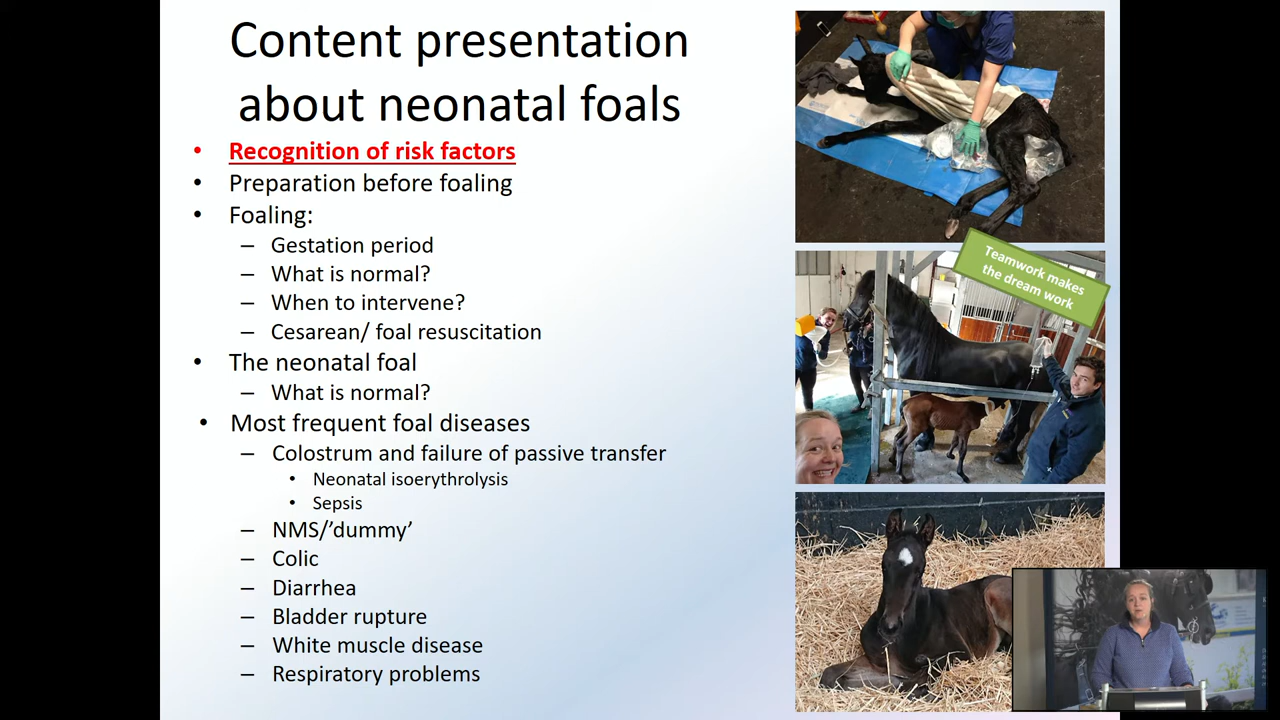 Content presentation
about neonatal foals
• Recognition of risk factors
• Preparation before foaling
• Foaling:
– Gestation period
– What is normal?
– When to intervene?
– Cesarean/ foal resuscitation
• The neonatal foal
– What is normal?
• Most frequent foal diseases
– Colostrum and failure of passive transfer
• Neonatal isoerythrolysis
• Sepsis
– NMS/’dummy’
– Colic
– Diarrhea
– Bladder rupture
– White muscle disease
– Respiratory problems
Teamwork makes
the dream work